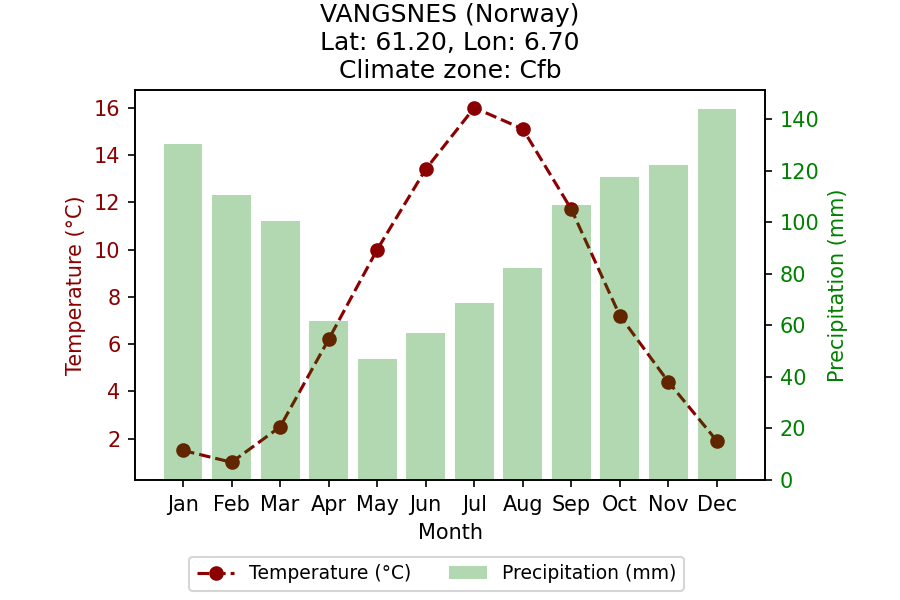 VANGSNES (Norway)
Lat: 61.20, Lon: 6.70
Climate zone: Cfb
Temperature (°C)
16
14
12
10
8
6
4
2
140
120
100
80
60
40
20
0
Precipitation (mm)
Jan Feb Mar Apr May Jun Jul Aug Sep Oct Nov Dec
Month
Temperature (°C) Precipitation (mm)